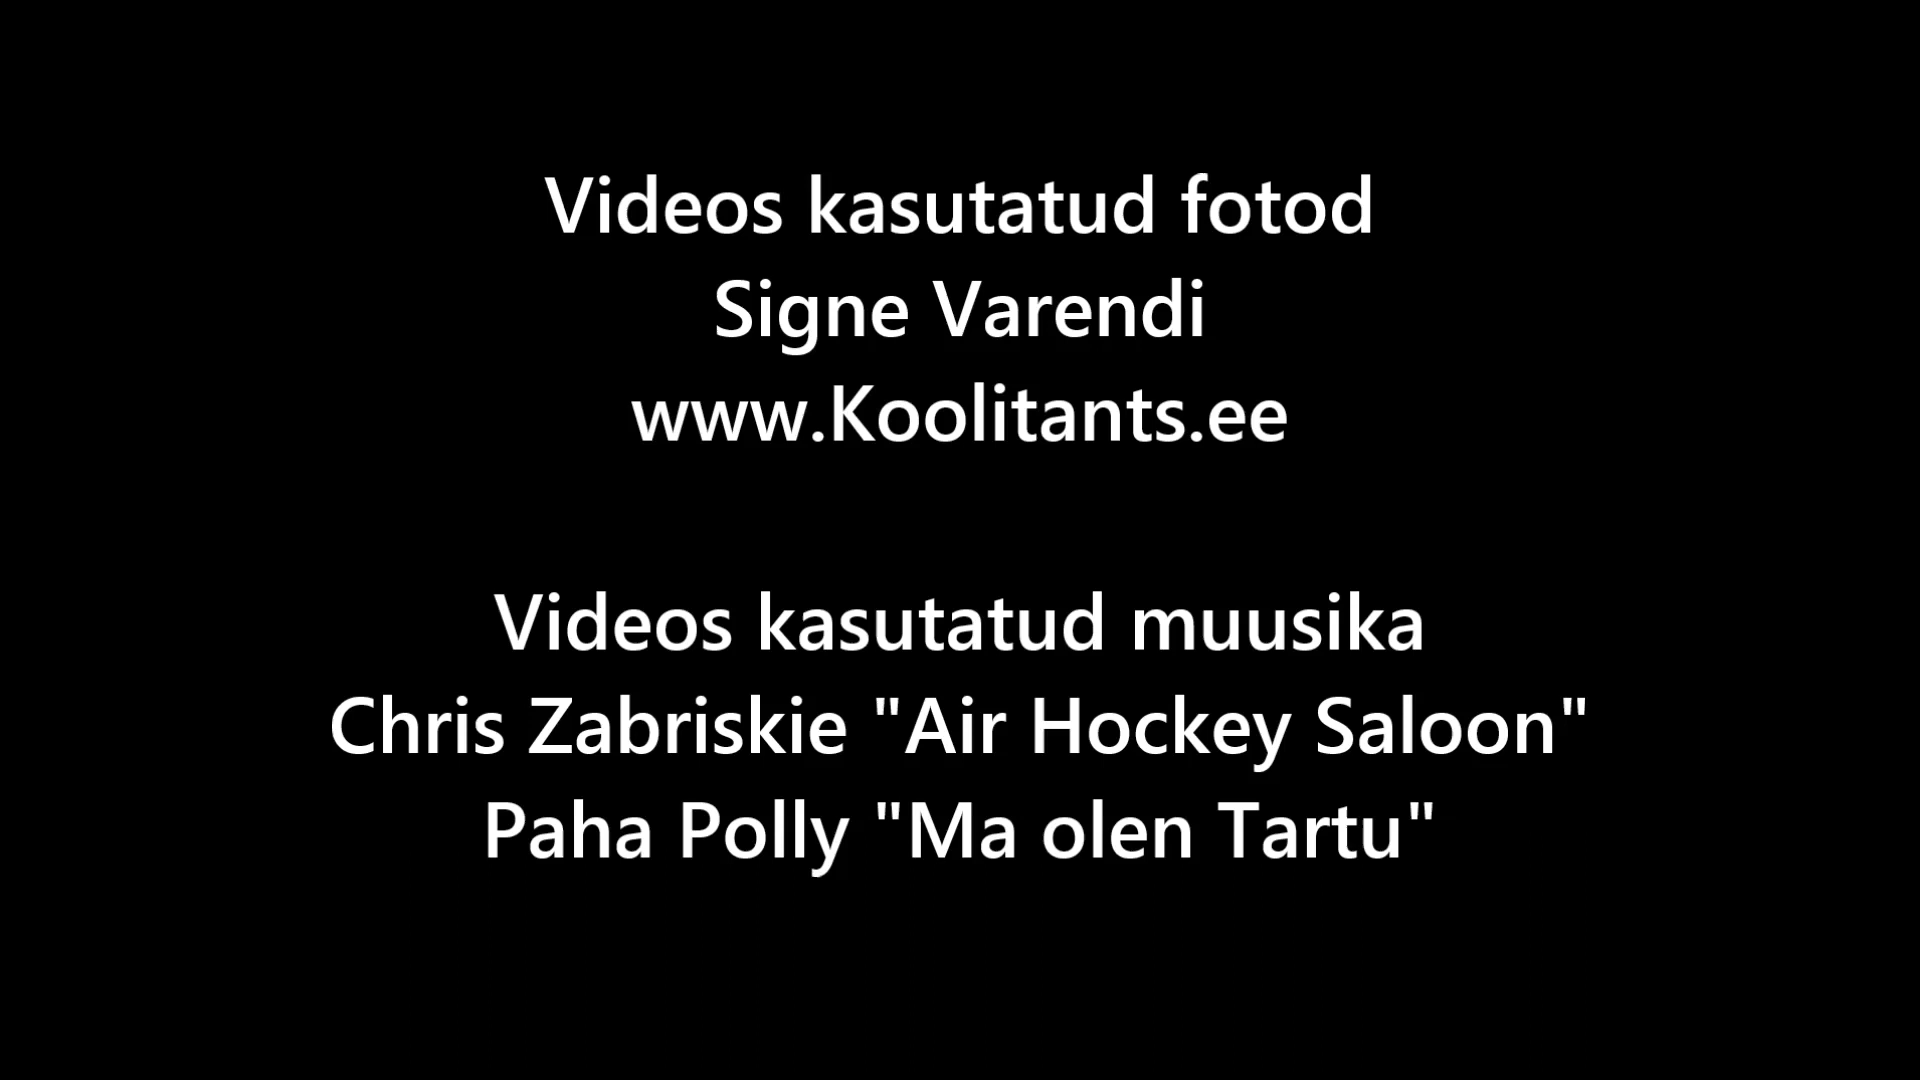 Videos kasutatud fotod
Signe Varendi
www.Koolitants.ee
Videos kasutatud muusika
Chris Zabriskie "Air Hockey Saloon"
Paha Polly "Ma olen Tartu"